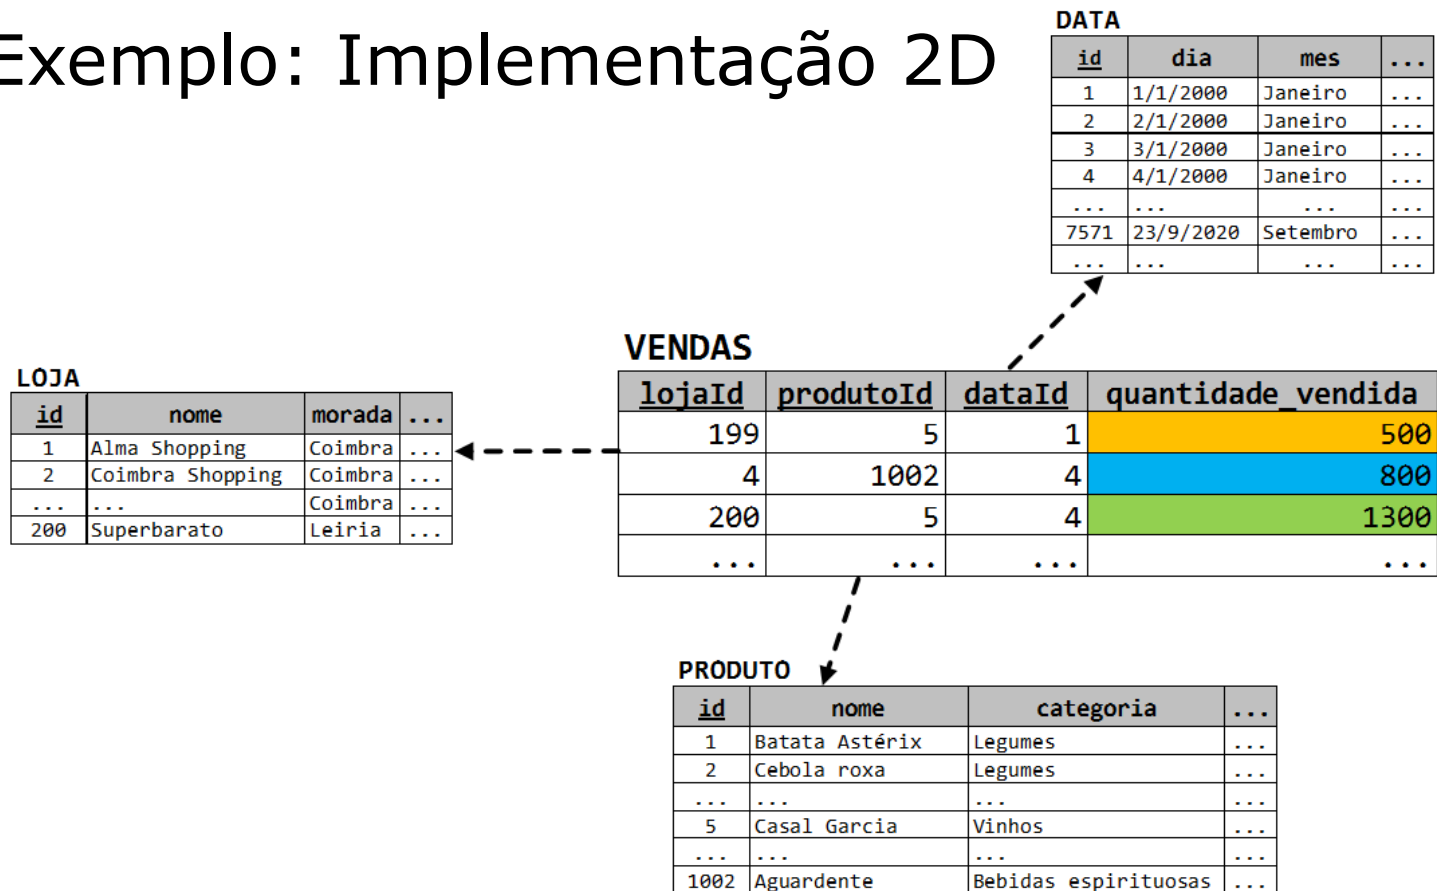 Exemplo: Implementação 2D
DATA
id dia mes ...
1 1/1/2000 Janeiro ...
2 2/1/2000 Janeiro ...
3 3/1/2000 Janeiro ...
4 4/1/2000 Janeiro ...
... ... ... ...
7571 23/9/2020 Setembro ...
... ... ... ...
VENDAS
lojaId produtoId dataId quantidade_vendida
199 5 1 500
4 1002 4 800
200 5 4 1300
... ... ... ...
LOJA
id nome morada ...
1 Alma Shopping Coimbra ...
2 Coimbra Shopping Coimbra ...
... ... Coimbra ...
200 Superbarato Leiria ...
PRODUTO
id nome categoria ...
1 Batata Astérix Legumes ...
2 Cebola roxa Legumes ...
... ... ... ...
5 Casal Garcia Vinhos ...
... ... ... ...
1002 Aguardente Bebidas espirituosas ...